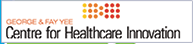 GEORGE & FAY YEE
Centre for Healthcare Innovation